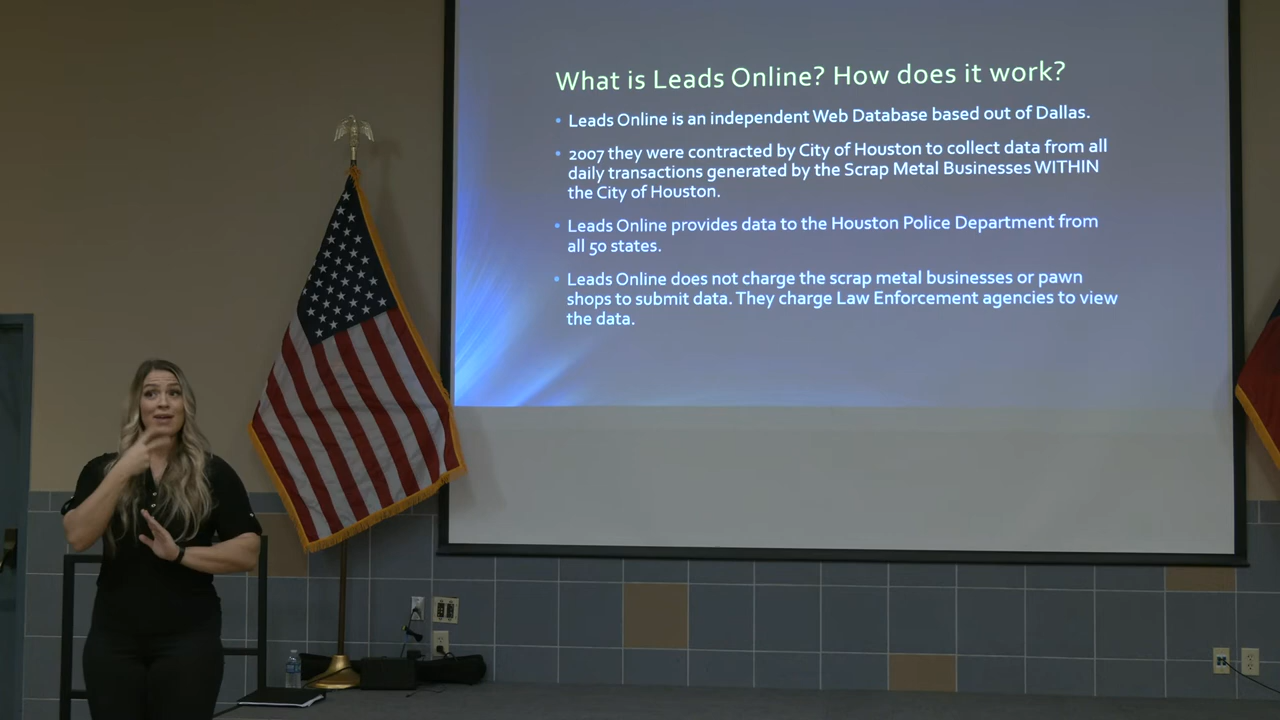 What is Leads Online? How does it work?
• Leads Online is an independent Web Database based out of Dallas.
• 2007 they were contracted by City of Houston to collect data from all
daily transactions generated by the Scrap Metal Businesses WITHIN
the City of Houston.
• Leads Online provides data to the Houston Police Department from
all 50 states.
• Leads Online does not charge the scrap metal businesses or pawn
shops to submit data. They charge Law Enforcement agencies to view
the data.